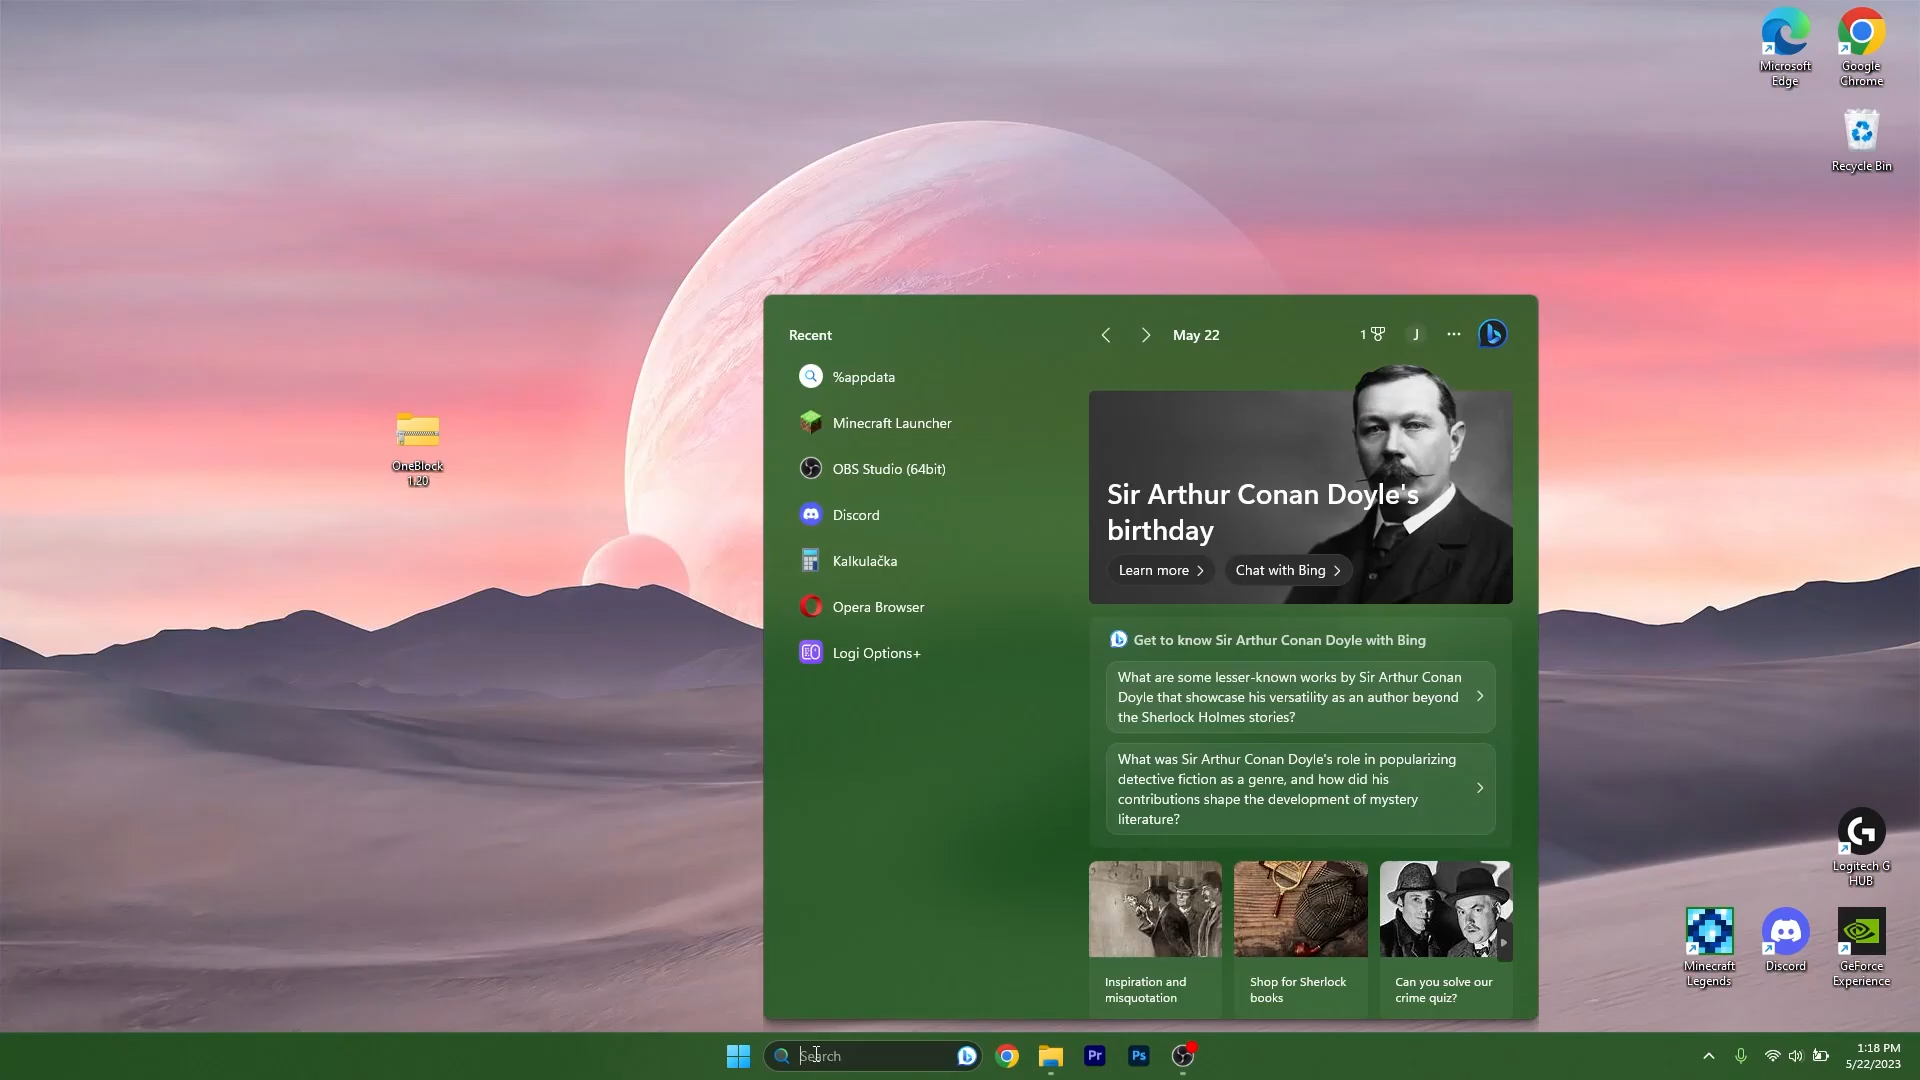 Microsoft
Edge
Google
Chrome
Recycle Bin
OneBlock
1.20
Recent
%appdata
Minecraft Launcher
OBS Studio (64bit)
Discord
Kalkulačka
Opera Browser
Logi Options+
May 22
1
J
Sir Arthur Conan Doyle's
birthday
Learn more
Chat with Bing
Get to know Sir Arthur Conan Doyle with Bing
What are some lesser-known works by Sir Arthur Conan
Doyle that showcase his versatility as an author beyond
the Sherlock Holmes stories?
What was Sir Arthur Conan Doyle's role in popularizing
detective fiction as a genre, and how did his
contributions shape the development of mystery
literature?
Inspiration and
misquotation
Shop for Sherlock
books
Can you solve our
crime quiz?
Logitech G
HUB
Minecraft
Legends
Discord
GeForce
Experience
Search
Pr
Ps
1:18 PM
5/22/2023